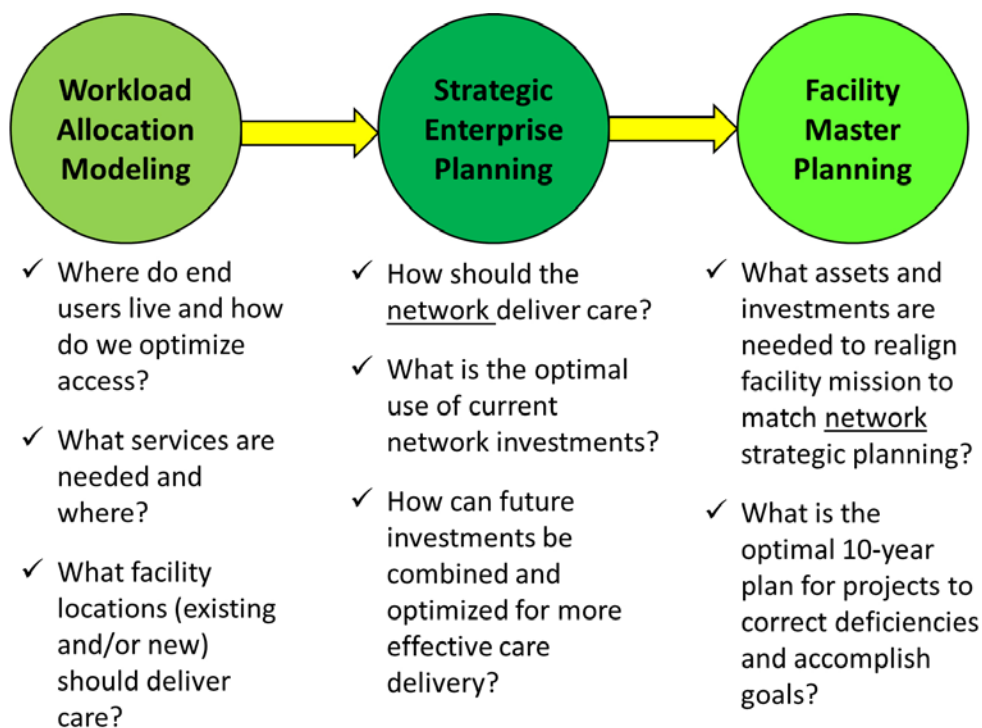 Workload
Allocation
Modeling
Strategic
Enterprise
Planning
Facility
Master
Planning
✓ Where do end
users live and how
do we optimize
access?
✓ What services are
needed and
where?
✓ What facility
locations (existing
and/or new)
should deliver
care?
✓ How should the
network deliver care?
✓ What is the optimal
use of current
network investments?
✓ How can future
investments be
combined and
optimized for more
effective care
delivery?
✓ What assets and
investments are
needed to realign
facility mission to
match network
strategic planning?
✓ What is the
optimal 10-year
plan for projects to
correct deficiencies
and accomplish
goals?